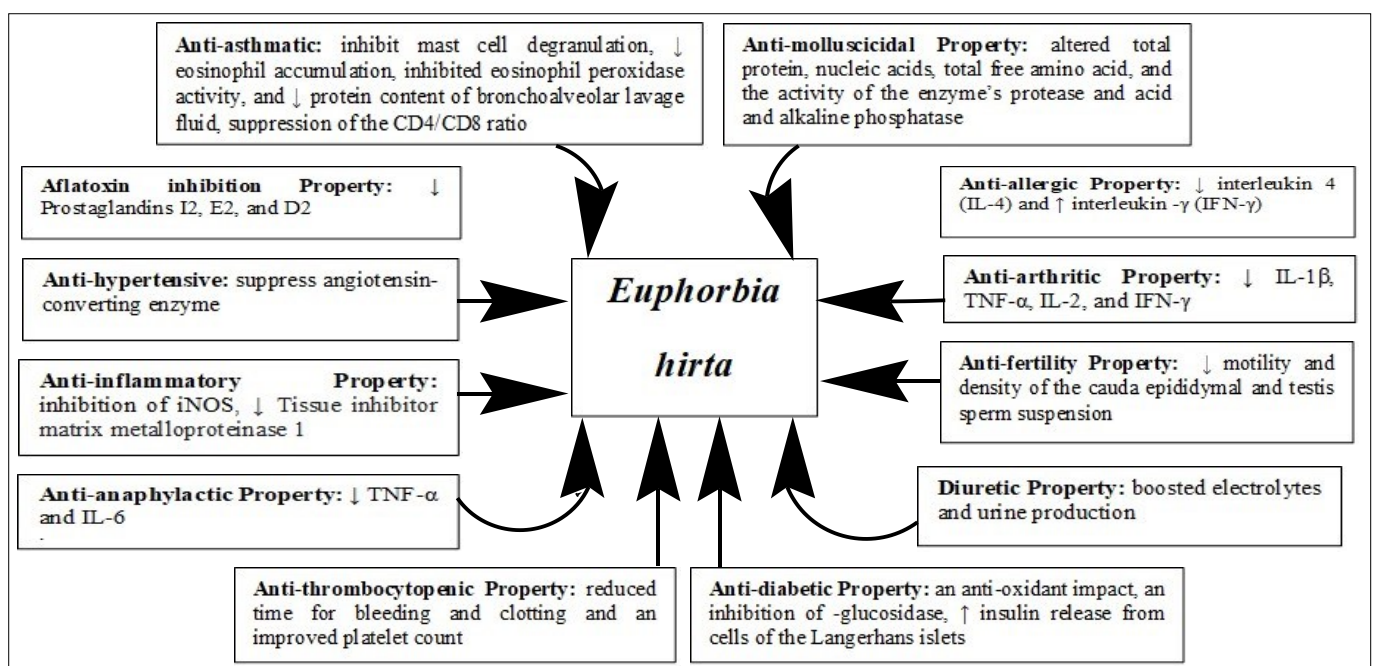 Anti-asthmatic: inhibit mast cell degranulation, ↓
eosinophil accumulation, inhibited eosinophil peroxidase
activity, and ↓ protein content of bronchoalveolar lavage
fluid, suppression of the CD4/CD8 ratio
Anti-molluscicidal Property: altered total
protein, nucleic acids, total free amino acid, and
the activity of the enzyme's protease and acid
and alkaline phosphatase
Aflatoxin inhibition Property: ↓
Prostaglandins I2, E2, and D2
Anti-allergic Property: ↓ interleukin 4
(IL-4) and ↑ interleukin -γ (IFN-γ)
Anti-hypertensive: suppress angiotensin-
converting enzyme
Euphorbia
hirta
Anti-arthritic Property: ↓ IL-1β,
TNF-α, IL-2, and IFN-γ
Anti-inflammatory Property:
inhibition of iNOS, ↓ Tissue inhibitor
matrix metalloproteinase 1
Anti-fertility Property: ↓ motility and
density of the cauda epididymal and testis
sperm suspension
Anti-anaphylactic Property: ↓ TNF-α
and IL-6
.
Diuretic Property: boosted electrolytes
and urine production
Anti-thrombocytopenic Property: reduced
time for bleeding and clotting and an
improved platelet count
Anti-diabetic Property: an anti-oxidant impact, an
inhibition of -glucosidase, ↑ insulin release from
cells of the Langerhans islets